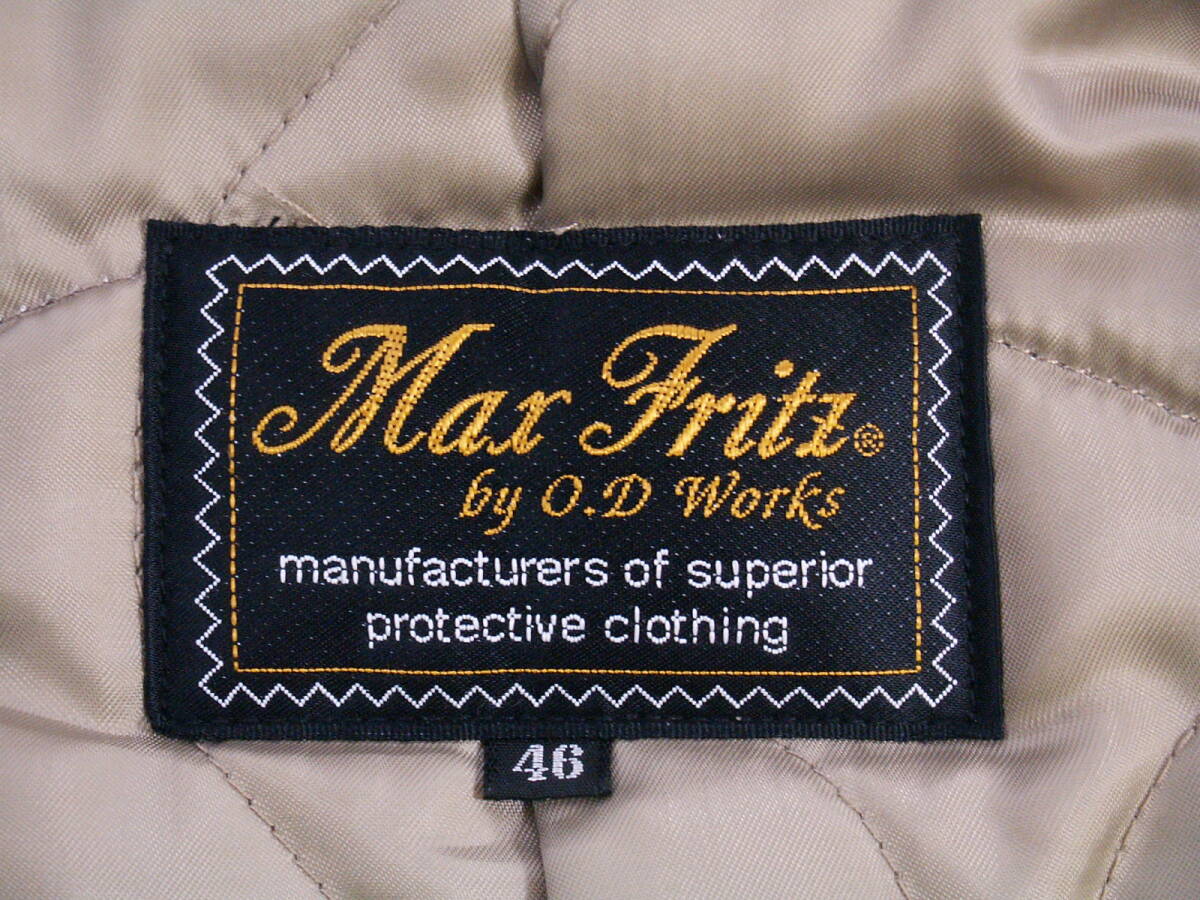 Max Fritz®
by O.D Works
manufacturers of superior
protective clothing
46